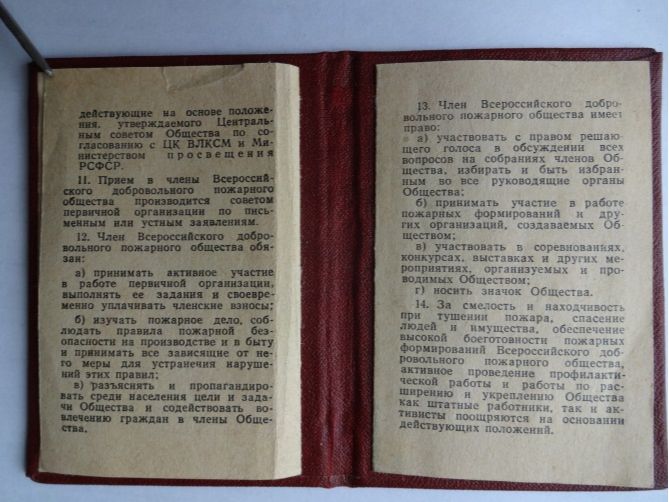 действующие на основе положе-
ния, утверждаемого Централь-
ным советом Общества по со-
гласованию с ЦК ВЛКСМ и Ми-
нистерством просвещения
РСФСР.
11. Прием в члены Всероссий-
ского добровольного пожарного
общества производится советом
первичной организации по пись-
менным или устным заявлениям.
12. Член Всероссийского добро-
вольного пожарного общества обя-
зан:
а) принимать активное участие
в работе первичной организации,
выполнять ее задания и своевре-
менно уплачивать членские взносы;
б) изучать пожарное дело, соб-
людать правила пожарной без-
опасности на производстве и в быту
и принимать все зависящие от не-
го меры для устранения наруше-
ний этих правил;
в) разъяснять и пропагандиро-
вать среди населения цели и зада-
чи Общества и содействовать во-
влечению граждан в члены Обще-
ства.
13. Член Всероссийского добро-
вольного пожарного общества имеет
право:
а) участвовать с правом решаю-
щего голоса в обсуждении всех
вопросов на собраниях членов Об-
щества, избирать и быть избран-
ным во все руководящие органы
Общества;
б) принимать участие в работе
пожарных формирований и дру-
гих организаций, создаваемых Об-
ществом;
в) участвовать в соревнованиях,
конкурсах, выставках и других ме-
роприятиях, организуемых и про-
водимых Обществом;
г) носить значок Общества.
14. За смелость и находчивость
при тушении пожара, спасение
людей и имущества, обеспечение
высокой боеготовности пожарных
формирований Всероссийского доб-
ровольного пожарного общества,
активное проведение профилакти-
ческой работы и работы по рас-
ширению и укреплению Общества
как штатные работники, так и ак-
тивисты поощряются на основании
действующих положений.